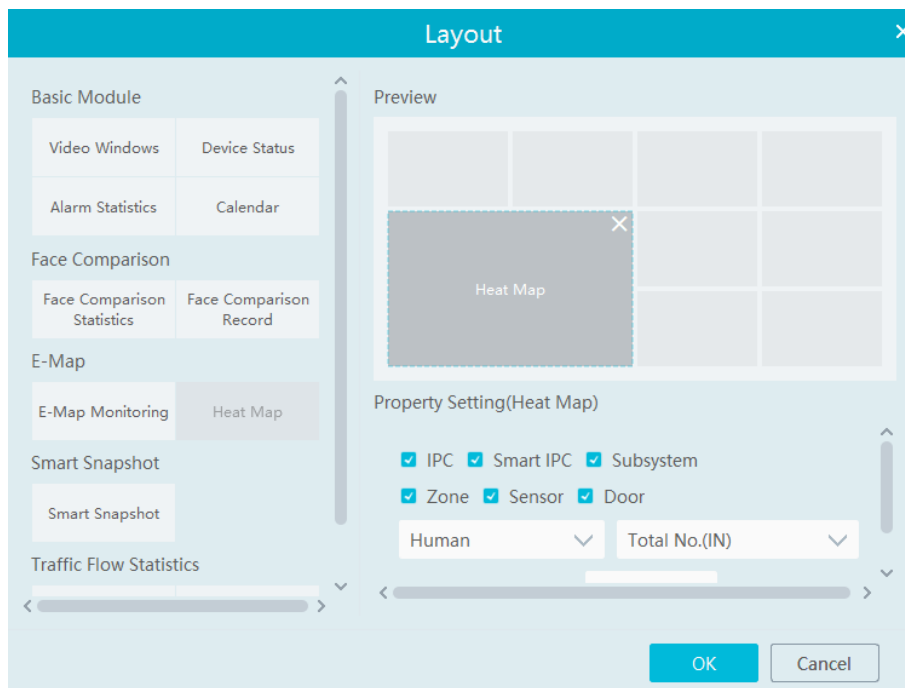 Layout
Basic Module
Video Windows
Device Status
Alarm Statistics
Calendar
Face Comparison
Face Comparison
Statistics
Face Comparison
Record
E-Map
E-Map Monitoring
Heat Map
Smart Snapshot
Smart Snapshot
Traffic Flow Statistics
Preview
Heat Map
Property Setting(Heat Map)
IPC Smart IPC Subsystem
Zone Sensor Door
Human
Total No.(IN)
OK
Cancel